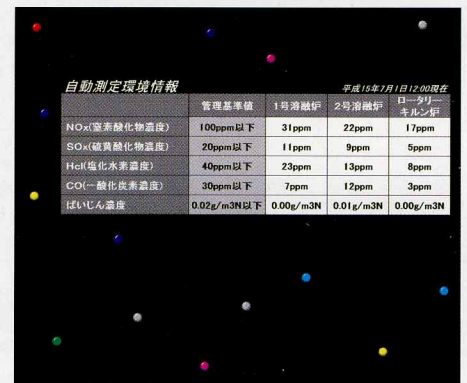 自動測定環境情報
平成15年7月1日12:00現在
管理基準値 1号溶融炉 2号溶融炉 ロータリーキルン炉
NOx(窒素酸化物濃度) 100ppm以下 31ppm 22ppm 17ppm
SOx(硫黄酸化物濃度) 20ppm以下 11ppm 9ppm 5ppm
Hcl(塩化水素濃度) 40ppm以下 23ppm 13ppm 8ppm
CO(一酸化炭素濃度) 30ppm以下 7ppm 12ppm 3ppm
ばいじん濃度 0.02g/m3N以下 0.00g/m3N 0.01g/m3N 0.00g/m3N